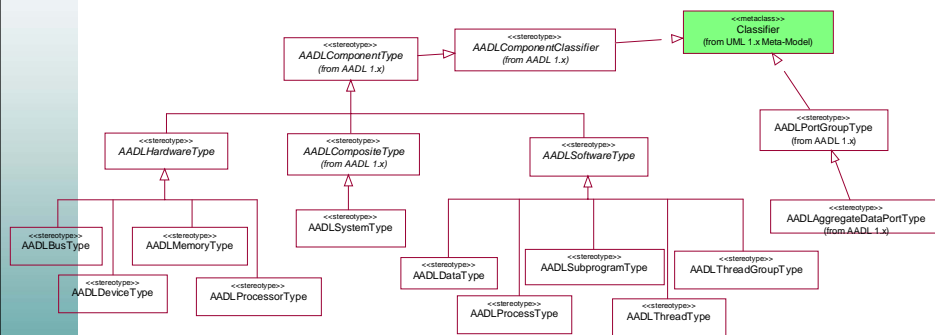 <<metaclass>>
Classifier
(from UML 1.x Meta-Model)
<<stereotype>>
AADLComponentType
(from AADL 1.x)
<<stereotype>>
AADLComponentClassifier
(from AADL 1.x)
<<stereotype>>
AADLPortGroupType
(from AADL 1.x)
<<stereotype>>
AADLHardwareType
<<stereotype>>
AADLCompositeType
(from AADL 1.x)
<<stereotype>>
AADLSoftwareType
<<stereotype>>
AADLAggregateDataPortType
(from AADL 1.x)
<<stereotype>>
AADLSystemType
<<stereotype>>
AADLBusType
<<stereotype>>
AADLMemoryType
<<stereotype>>
AADLDeviceType
<<stereotype>>
AADLProcessorType
<<stereotype>>
AADLDataType
<<stereotype>>
AADLSubprogramType
<<stereotype>>
AADLThreadGroupType
<<stereotype>>
AADLProcessType
<<stereotype>>
AADLThreadType